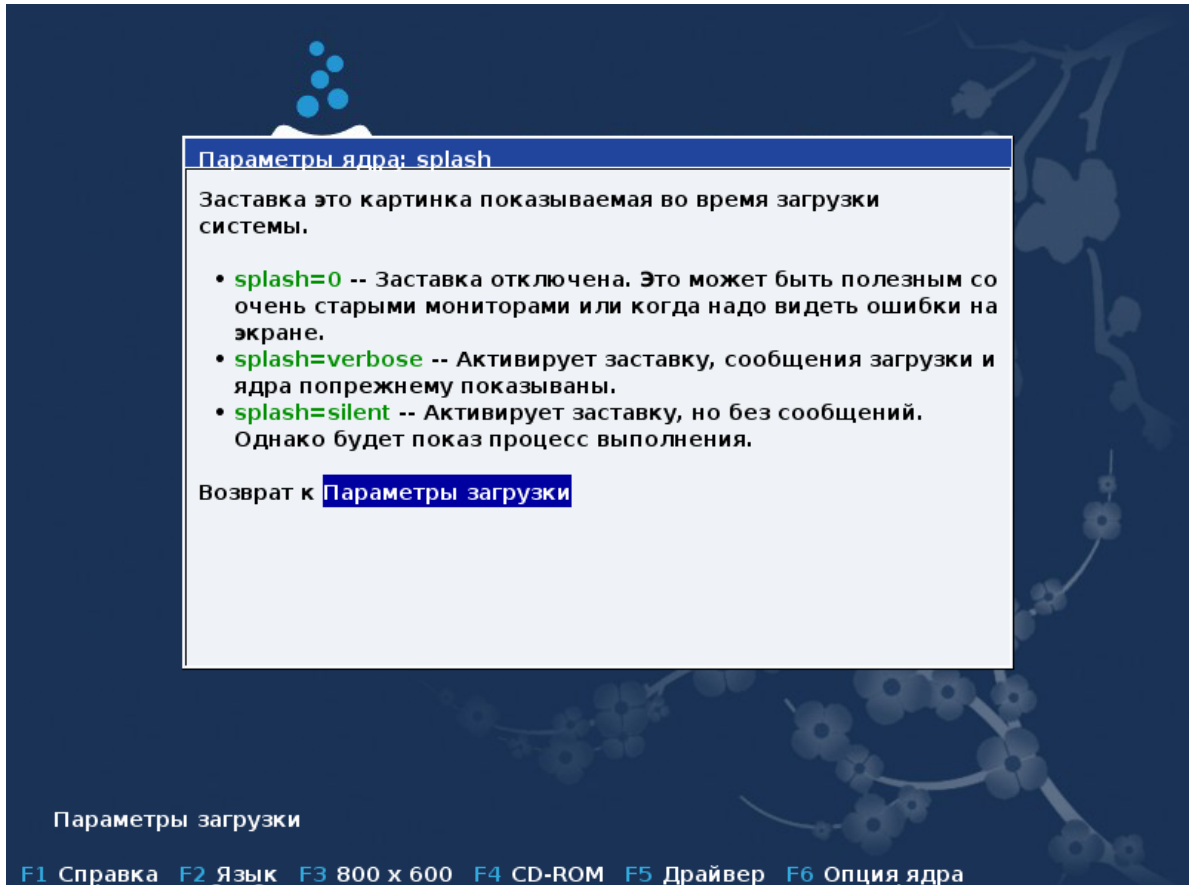 Параметры ядра: splash
Заставка это картинка показываемая во время загрузки
системы.
• splash=0 -- Заставка отключена. Это может быть полезным со
очень старыми мониторами или когда надо видеть ошибки на
экране.
• splash=verbose -- Активирует заставку, сообщения загрузки и
ядра попрежнему показываны.
• splash=silent -- Активирует заставку, но без сообщений.
Однако будет показ процесс выполнения.
Возврат к Параметры загрузки
Параметры загрузки
F1 Справка F2 Язык F3 800 x 600 F4 CD-ROM F5 Драйвер F6 Опция ядра